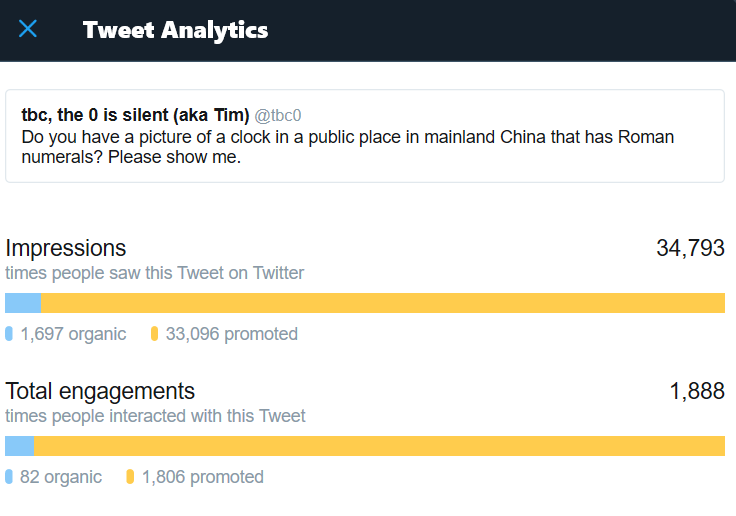 Tweet Analytics
tbc, the 0 is silent (aka Tim) @tbc0
Do you have a picture of a clock in a public place in mainland China that has Roman
numerals? Please show me.
Impressions 34,793
times people saw this Tweet on Twitter
1,697 organic 33,096 promoted
Total engagements 1,888
times people interacted with this Tweet
82 organic 1,806 promoted